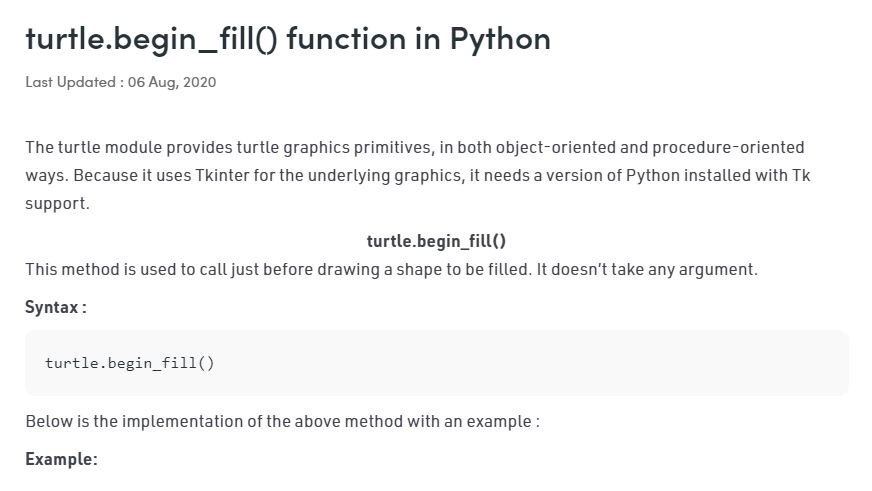 turtle.begin_fill() function in Python
Last Updated : 06 Aug, 2020
The turtle module provides turtle graphics primitives, in both object-oriented and procedure-oriented
ways. Because it uses Tkinter for the underlying graphics, it needs a version of Python installed with Tk
support.
turtle.begin_fill()
This method is used to call just before drawing a shape to be filled. It doesn’t take any argument.
Syntax :
turtle.begin_fill()
Below is the implementation of the above method with an example :
Example: